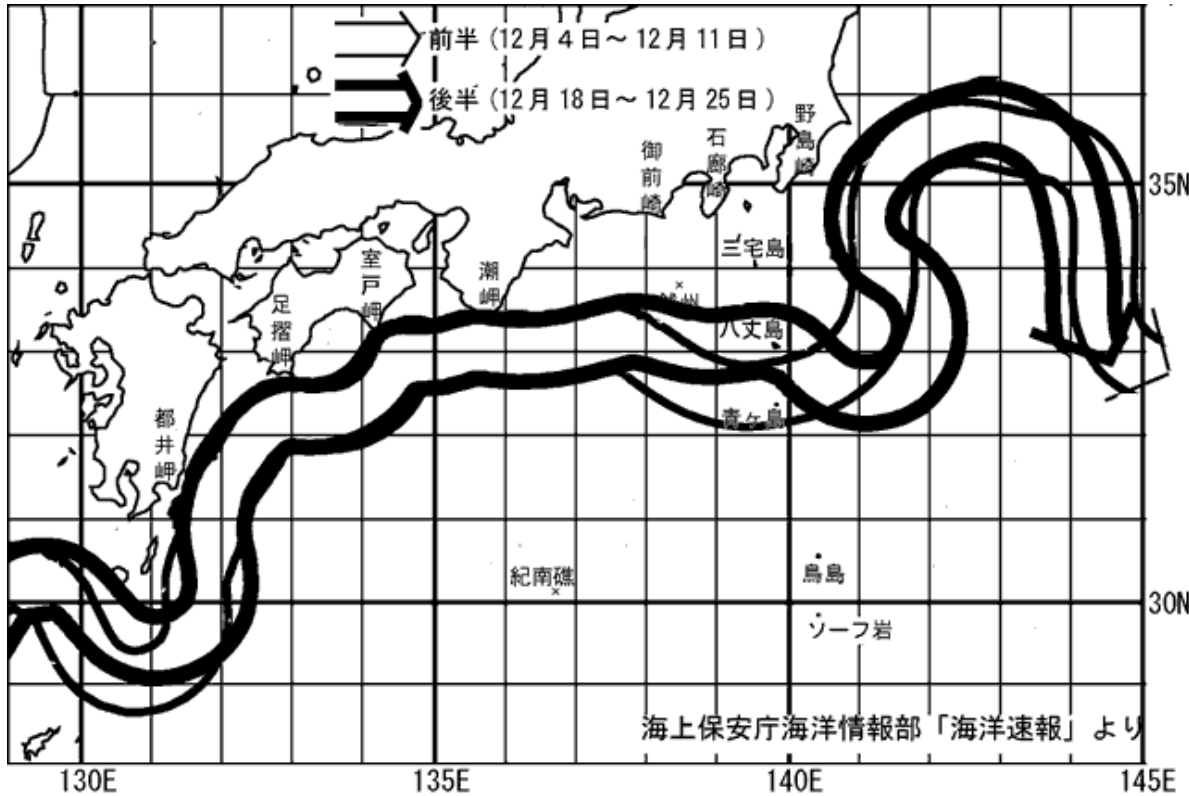 前半(12月4日～12月11日)
後半(12月18日～12月25日)
野島崎
石廊崎
御前崎
35N
三宅島
室戸岬
潮岬
足摺岬
八丈島
青ヶ島
都井岬
紀南礁
鳥島
30N
ソーフ岩
海上保安庁海洋情報部「海洋速報」より
130E
135E
140E
145E